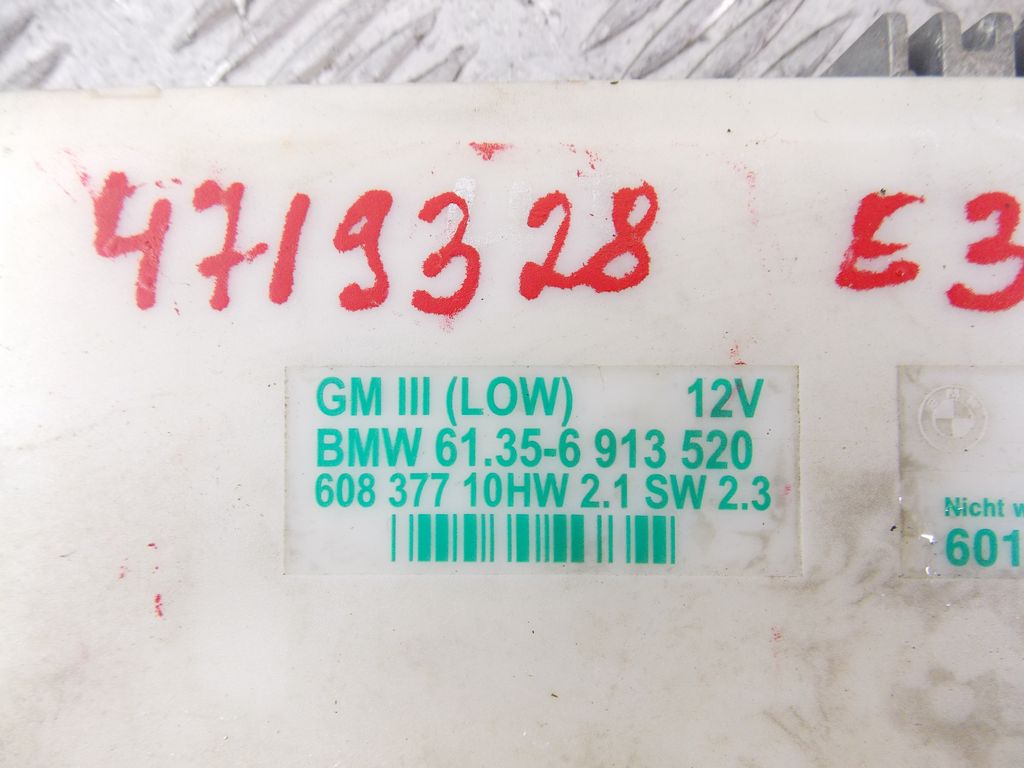 4719328 E3
GM III (LOW) 12V
BMW 61.35-6 913 520
608 377 10HW 2.1 SW 2.3
Nicht
601